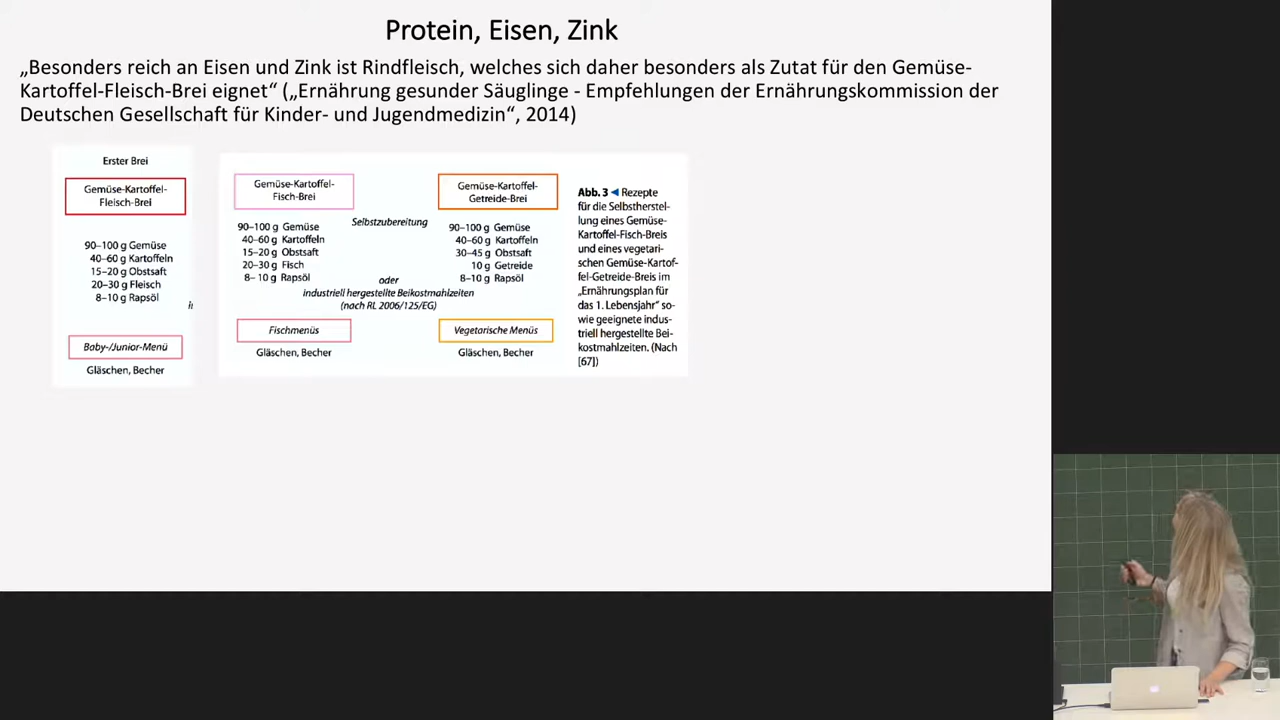 Protein, Eisen, Zink
„Besonders reich an Eisen und Zink ist Rindfleisch, welches sich daher besonders als Zutat für den Gemüse-
Kartoffel-Fleisch-Brei eignet“ („Ernährung gesunder Säuglinge - Empfehlungen der Ernährungskommission der
Deutschen Gesellschaft für Kinder- und Jugendmedizin“, 2014)
Erster Brei
Gemüse-Kartoffel-
Fleisch-Brei
90–100 g Gemüse
40–60 g Kartoffeln
15–20 g Obstsaft
20–30 g Fleisch
8–10 g Rapsöl
Baby-/Junior-Menü
Gläschen, Becher
Gemüse-Kartoffel-
Fisch-Brei
90–100 g Gemüse
40–60 g Kartoffeln
15–20 g Obstsaft
20–30 g Fisch
8–10 g Rapsöl
Selbstzubereitung
oder
industriell hergestellte Beikostmahlzeiten
(nach RL 2006/125/EG)
Fischmenüs
Gläschen, Becher
Gemüse-Kartoffel-
Getreide-Brei
90–100 g Gemüse
40–60 g Kartoffeln
30–45 g Obstsaft
10 g Getreide
8–10 g Rapsöl
Vegetarische Menüs
Gläschen, Becher
Abb. 3 ◄ Rezepte
für die Selbstherstel-
lung eines Gemüse-
Kartoffel-Fisch-Breis
und eines vegetari-
schen Gemüse-Kartof-
fel-Getreide-Breis im
„Ernährungsplan für
das 1. Lebensjahr“ so-
wie geeignete indus-
triell hergestellte Bei-
kostmahlzeiten. (Nach
[67])